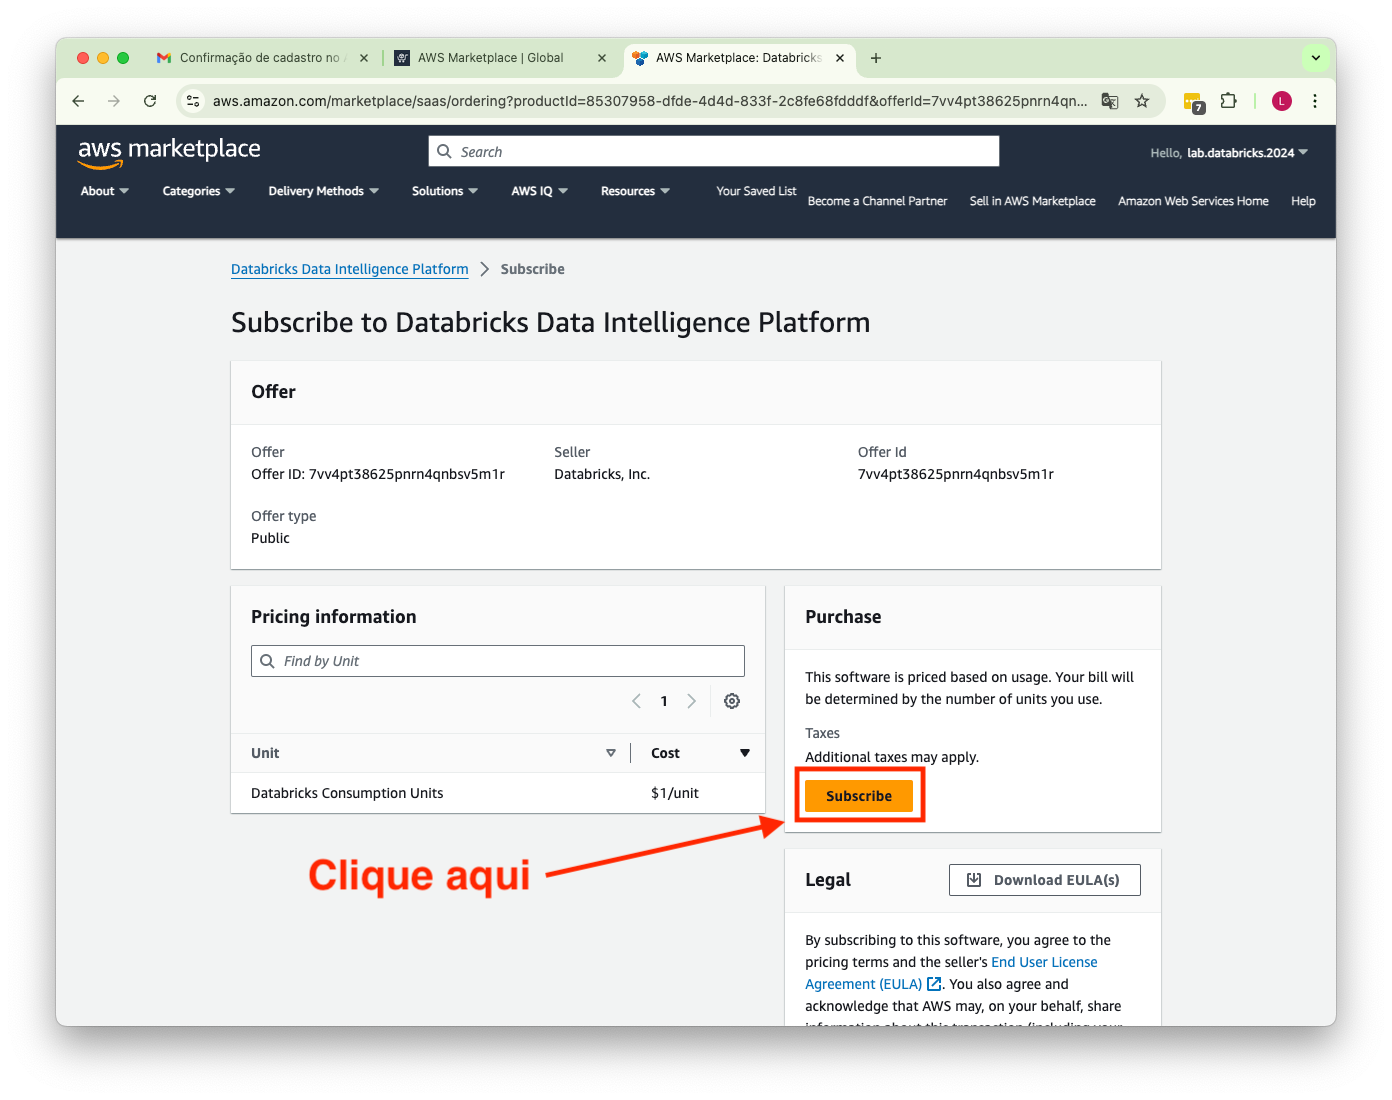 Confirmação de cadastro no
AWS Marketplace | Global
AWS Marketplace: Databricks
aws.amazon.com/marketplace/saas/ordering?productId=85307958-dfde-4d4d-833f-2c8fe68fdddf&offerId=7vv4pt38625pnrn4qn...
7
L
aws marketplace
Search
Hello, lab.databricks.2024
About
Categories
Delivery Methods
Solutions
AWS IQ
Resources
Your Saved List
Become a Channel Partner
Sell in AWS Marketplace
Amazon Web Services Home
Help
Databricks Data Intelligence Platform
Subscribe
Subscribe to Databricks Data Intelligence Platform
Offer
Offer
Offer ID: 7vv4pt38625pnrn4qnbsv5m1r
Seller
Databricks, Inc.
Offer Id
7vv4pt38625pnrn4qnbsv5m1r
Offer type
Public
Pricing information
Find by Unit
1
Unit
Cost
Databricks Consumption Units
$1/unit
Purchase
This software is priced based on usage. Your bill will
be determined by the number of units you use.
Taxes
Additional taxes may apply.
Subscribe
Clique aqui
Legal
Download EULA(s)
By subscribing to this software, you agree to the
pricing terms and the seller's End User License
Agreement (EULA). You also agree and
acknowledge that AWS may, on your behalf, share
information about this transaction (including your